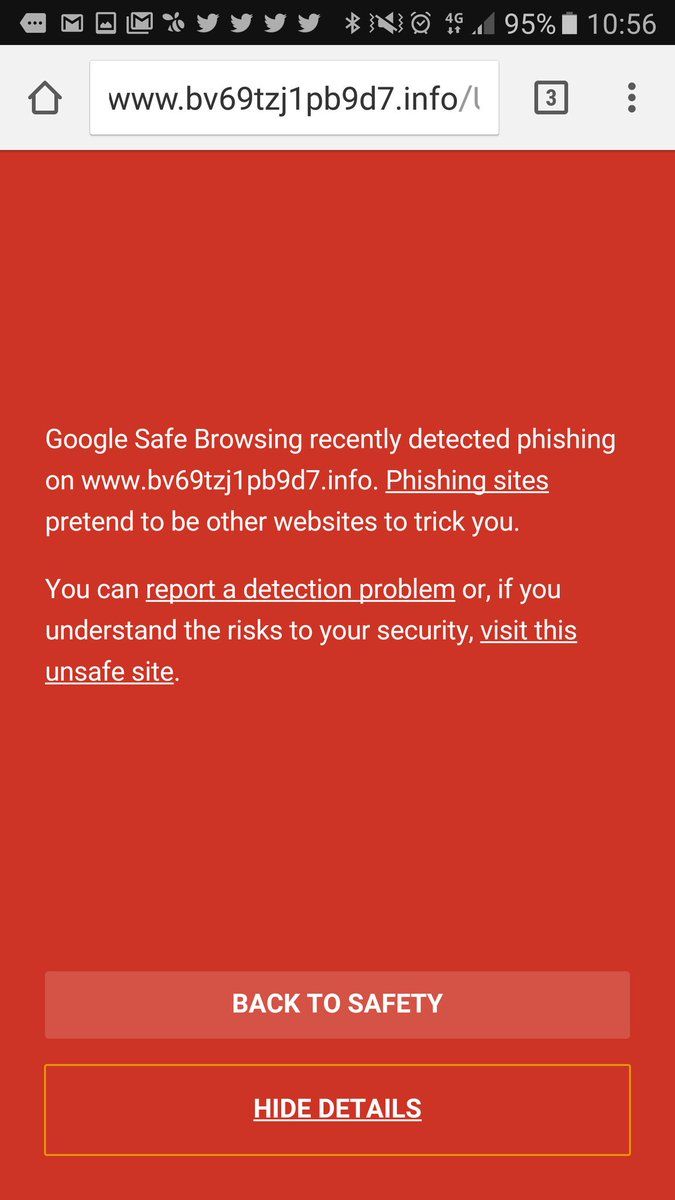 4G 95% 10:56
www.bv69tzj1pb9d7.info/ 3
Google Safe Browsing recently detected phishing
on www.bv69tzj1pb9d7.info. Phishing sites
pretend to be other websites to trick you.
You can report a detection problem or, if you
understand the risks to your security, visit this
unsafe site.
BACK TO SAFETY
HIDE DETAILS